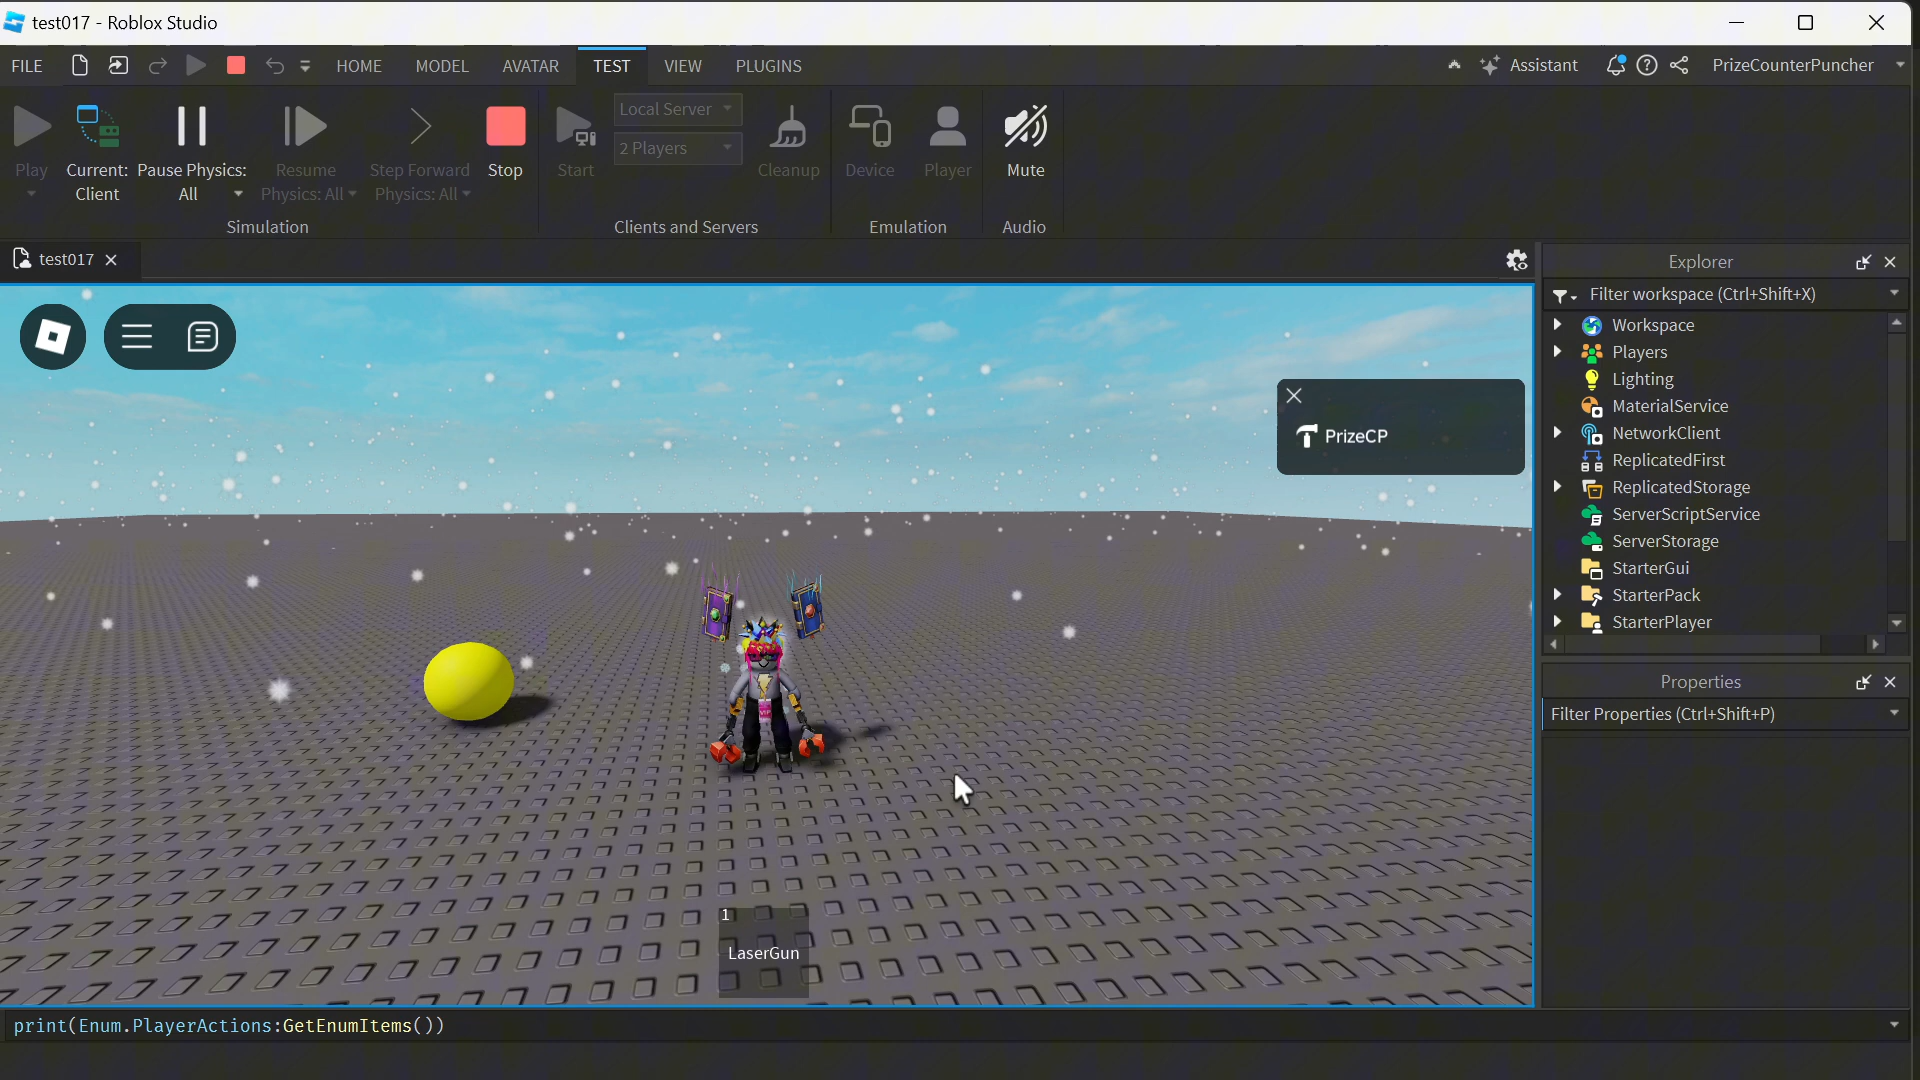 test017 - Roblox Studio
FILE HOME MODEL AVATAR TEST VIEW PLUGINS Assistant PrizeCounterPuncher
Play
Current:
Client
Pause Physics:
All
Resume
Physics: All
Step Forward
Physics: All
Stop
Start
Local Server
2 Players
Cleanup
Device
Player
Mute
Simulation
Clients and Servers
Emulation
Audio
test017
PrizeCP
1
LaserGun
Explorer
Filter workspace (Ctrl+Shift+X)
Workspace
Players
Lighting
MaterialService
NetworkClient
ReplicatedFirst
ReplicatedStorage
ServerScriptService
ServerStorage
StarterGui
StarterPack
StarterPlayer
Properties
Filter Properties (Ctrl+Shift+P)
print(Enum.PlayerActions:GetEnumItems())